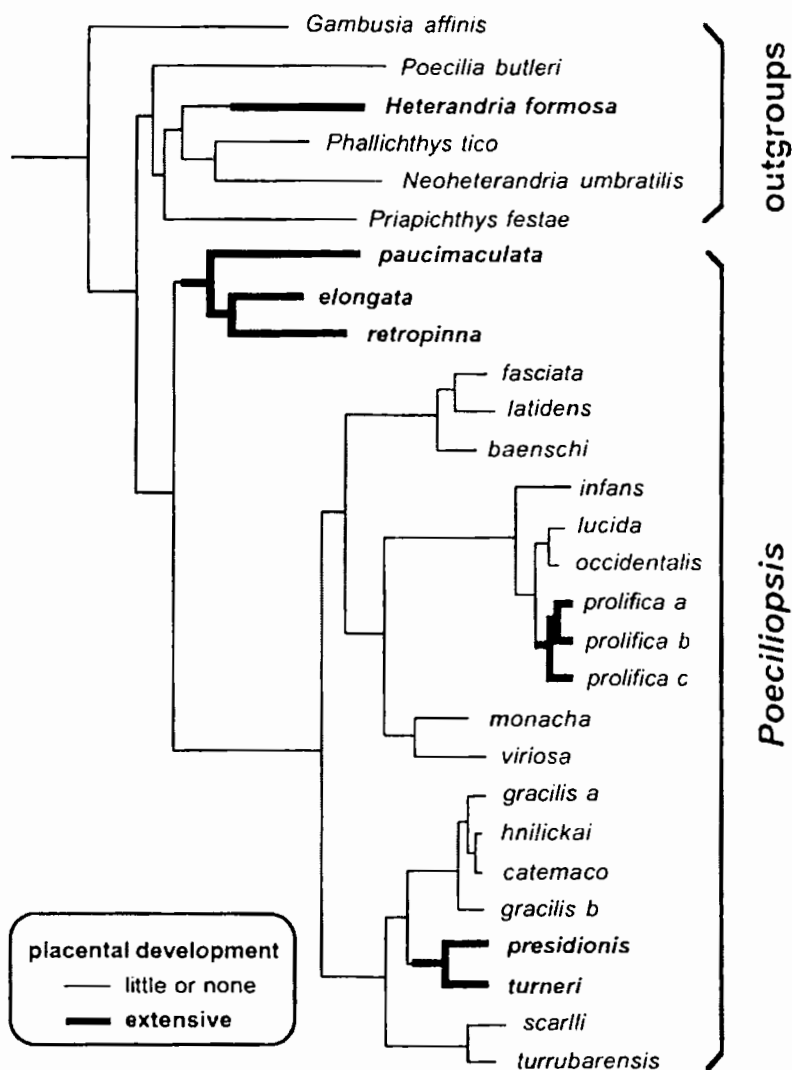 Gambusia affinis
Poecilia butleri
Heterandria formosa
Phallichthys tico
Neoheterandria umbratilis
Priapichthys festae
outgroups
paucimaculata
elongata
retropinna
fasciata
latidens
baenschi
infans
lucida
occidentalis
prolifica a
prolifica b
prolifica c
monacha
viriosa
gracilis a
hnilickai
catemaco
gracilis b
presidionis
turneri
scarlli
turrubarensis
Poeciliopsis
placental development
little or none
extensive